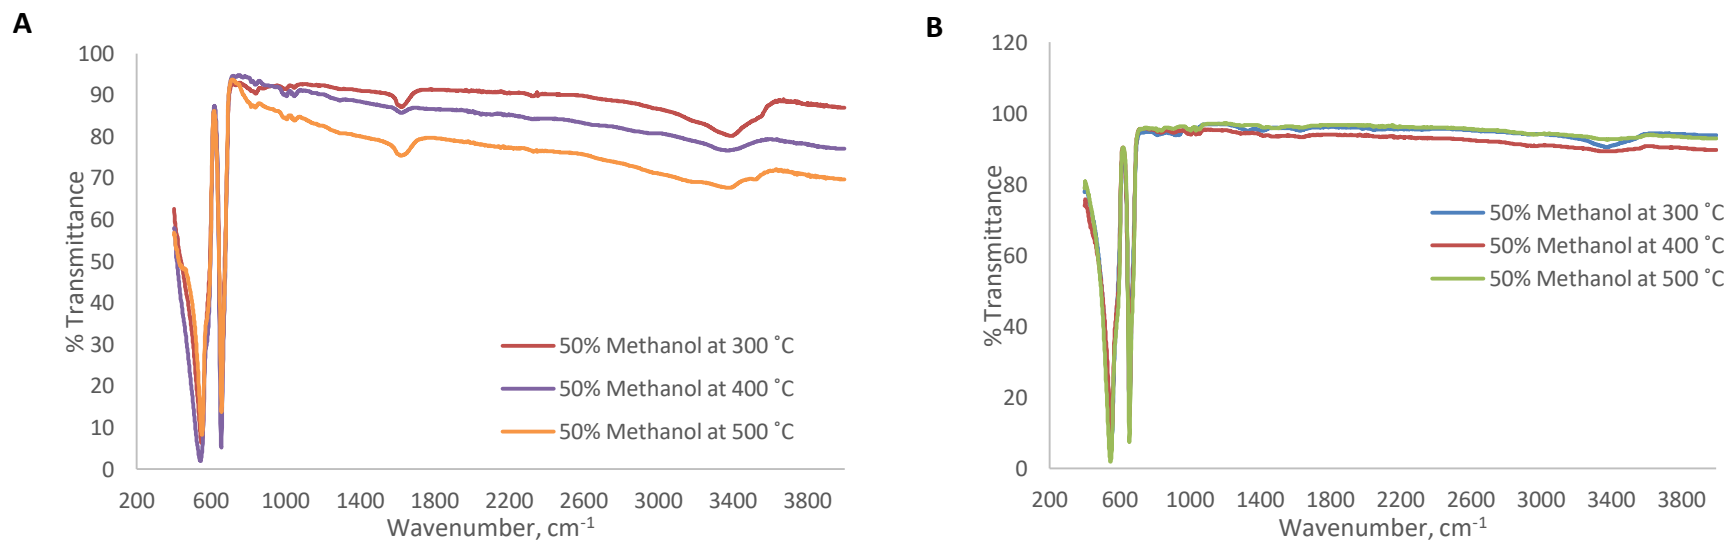 A
100
90
80
70
60
50
40
30
20
10
0
% Transmittance
50% Methanol at 300 ˚C
50% Methanol at 400 ˚C
50% Methanol at 500 ˚C
200 600 1000 1400 1800 2200 2600 3000 3400 3800
Wavenumber, cm-1
B
120
100
80
60
40
20
0
% Transmittance
50% Methanol at 300 ˚C
50% Methanol at 400 ˚C
50% Methanol at 500 ˚C
200 600 1000 1400 1800 2200 2600 3000 3400 3800
Wavenumber, cm-1